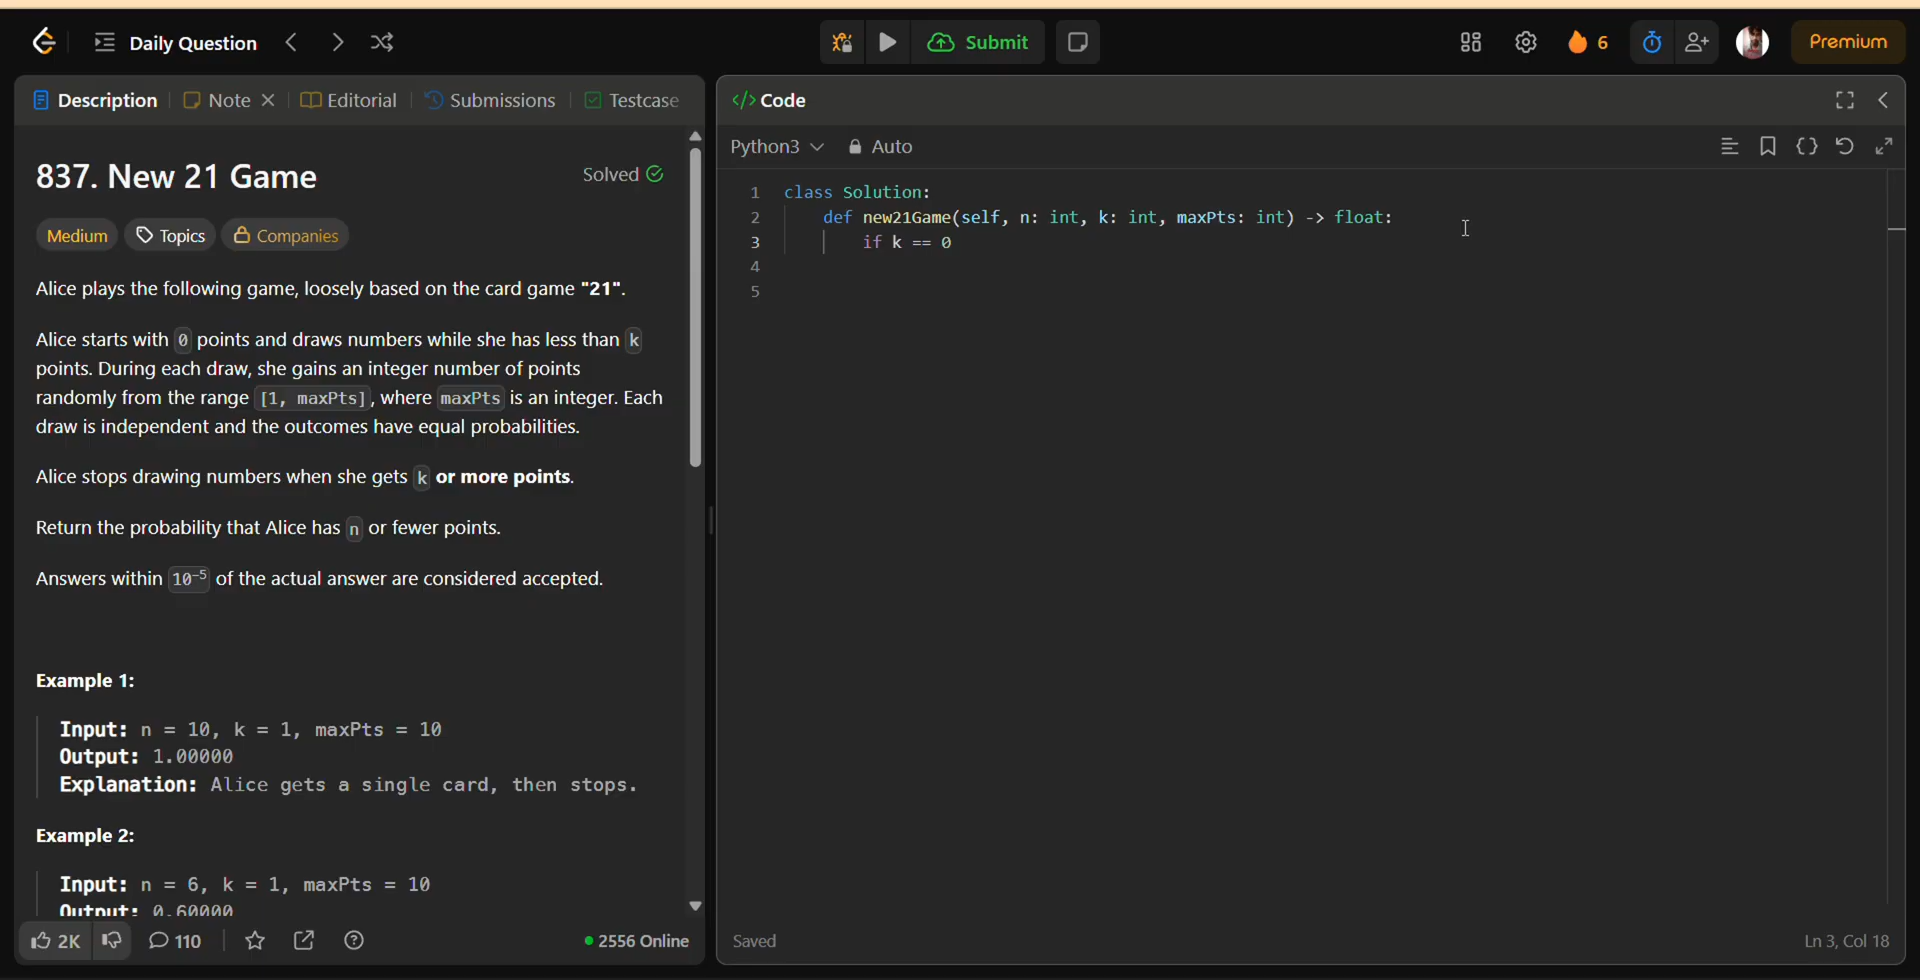 Daily Question
Submit
6
Premium
Description
Note
Editorial
Submissions
Testcase
837. New 21 Game
Solved
Medium
Topics
Companies
Alice plays the following game, loosely based on the card game "21".
Alice starts with 0 points and draws numbers while she has less than k
points. During each draw, she gains an integer number of points
randomly from the range [1, maxPts], where maxPts is an integer. Each
draw is independent and the outcomes have equal probabilities.
Alice stops drawing numbers when she gets k or more points.
Return the probability that Alice has n or fewer points.
Answers within 10⁻⁵ of the actual answer are considered accepted.
Example 1:
Input: n = 10, k = 1, maxPts = 10
Output: 1.00000
Explanation: Alice gets a single card, then stops.
Example 2:
Input: n = 6, k = 1, maxPts = 10
Output: 0.60000
2K
110
2556 Online
</> Code
Python3
Auto
1 class Solution:
2 def new21Game(self, n: int, k: int, maxPts: int) -> float:
3 if k == 0
4
5
Saved
Ln 3, Col 18